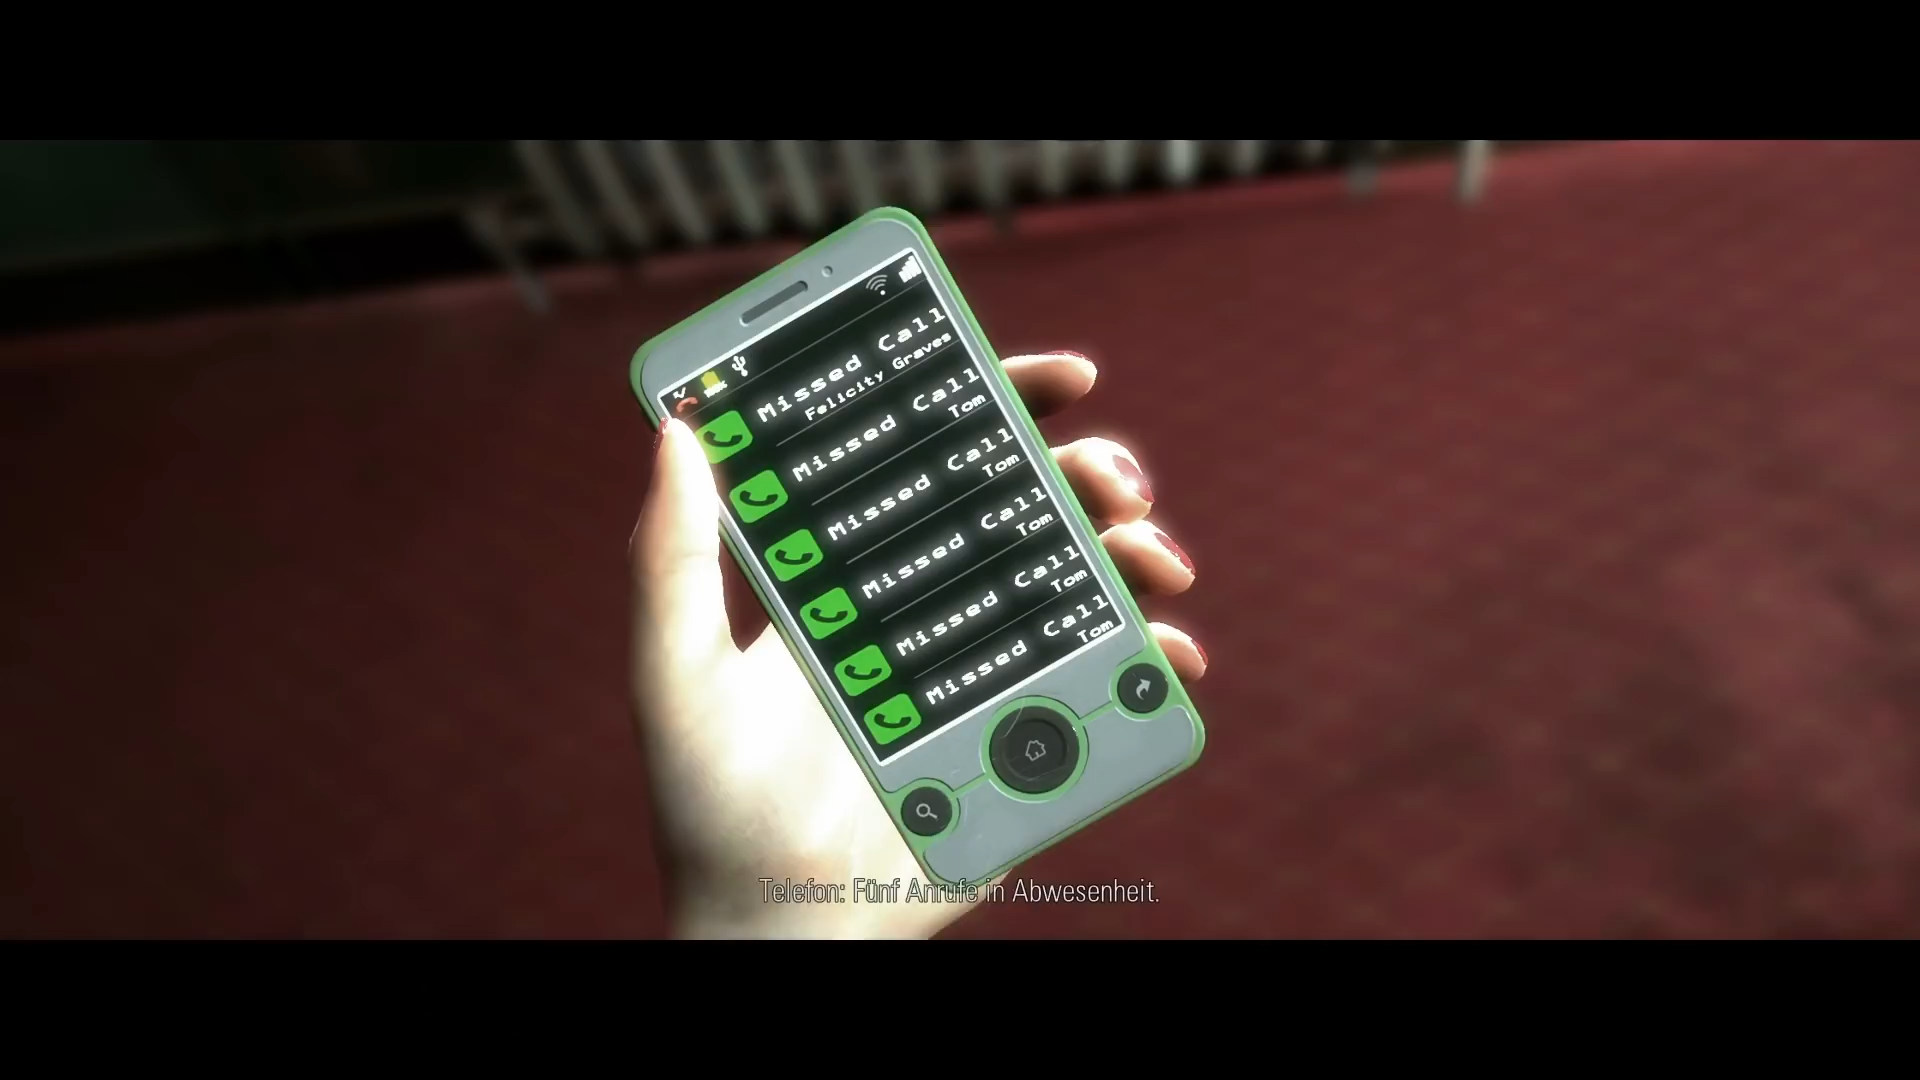 Missed Call
Felicity Graves
Missed Call
Tom
Missed Call
Tom
Missed Call
Tom
Missed Call
Tom
Missed Call
Tom
Telefon: Fünf Anrufe in Abwesenheit.